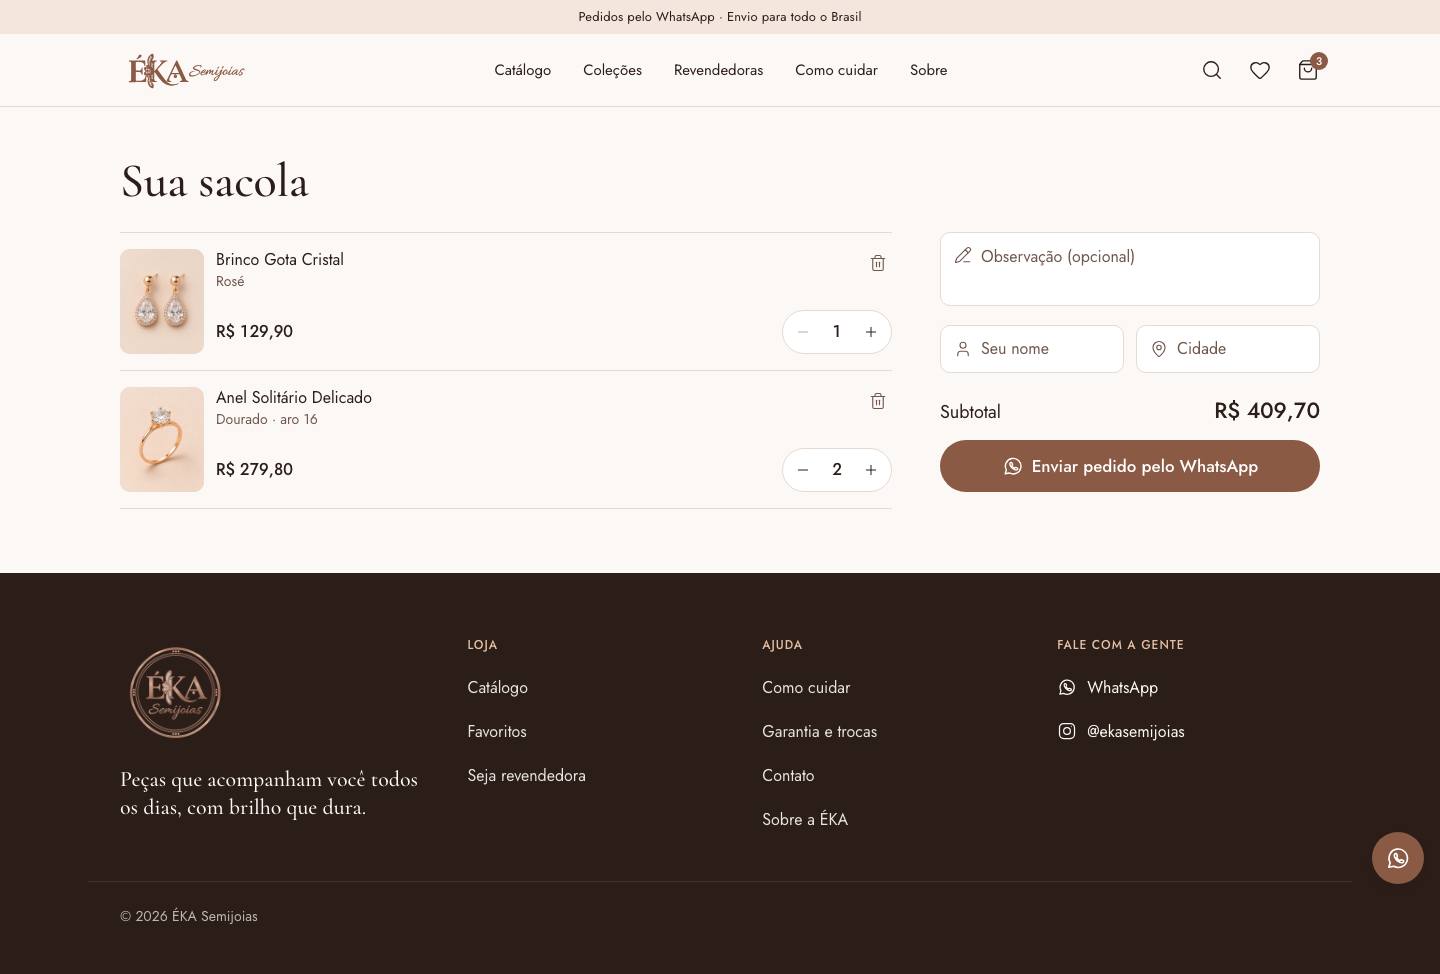 Pedidos pelo WhatsApp · Envio para todo o Brasil
ÉKA Semijoias
Catálogo
Coleções
Revendedoras
Como cuidar
Sobre
3
Sua sacola
Brinco Gota Cristal
Rosé
R$ 129,90
1
Anel Solitário Delicado
Dourado · aro 16
R$ 279,80
2
Observação (opcional)
Seu nome
Cidade
Subtotal
R$ 409,70
Enviar pedido pelo WhatsApp
ÉKA
Semijoias
Peças que acompanham você todos
os dias, com brilho que dura.
LOJA
Catálogo
Favoritos
Seja revendedora
AJUDA
Como cuidar
Garantia e trocas
Contato
Sobre a ÉKA
FALE COM A GENTE
WhatsApp
@ekasemijoias
© 2026 ÉKA Semijoias